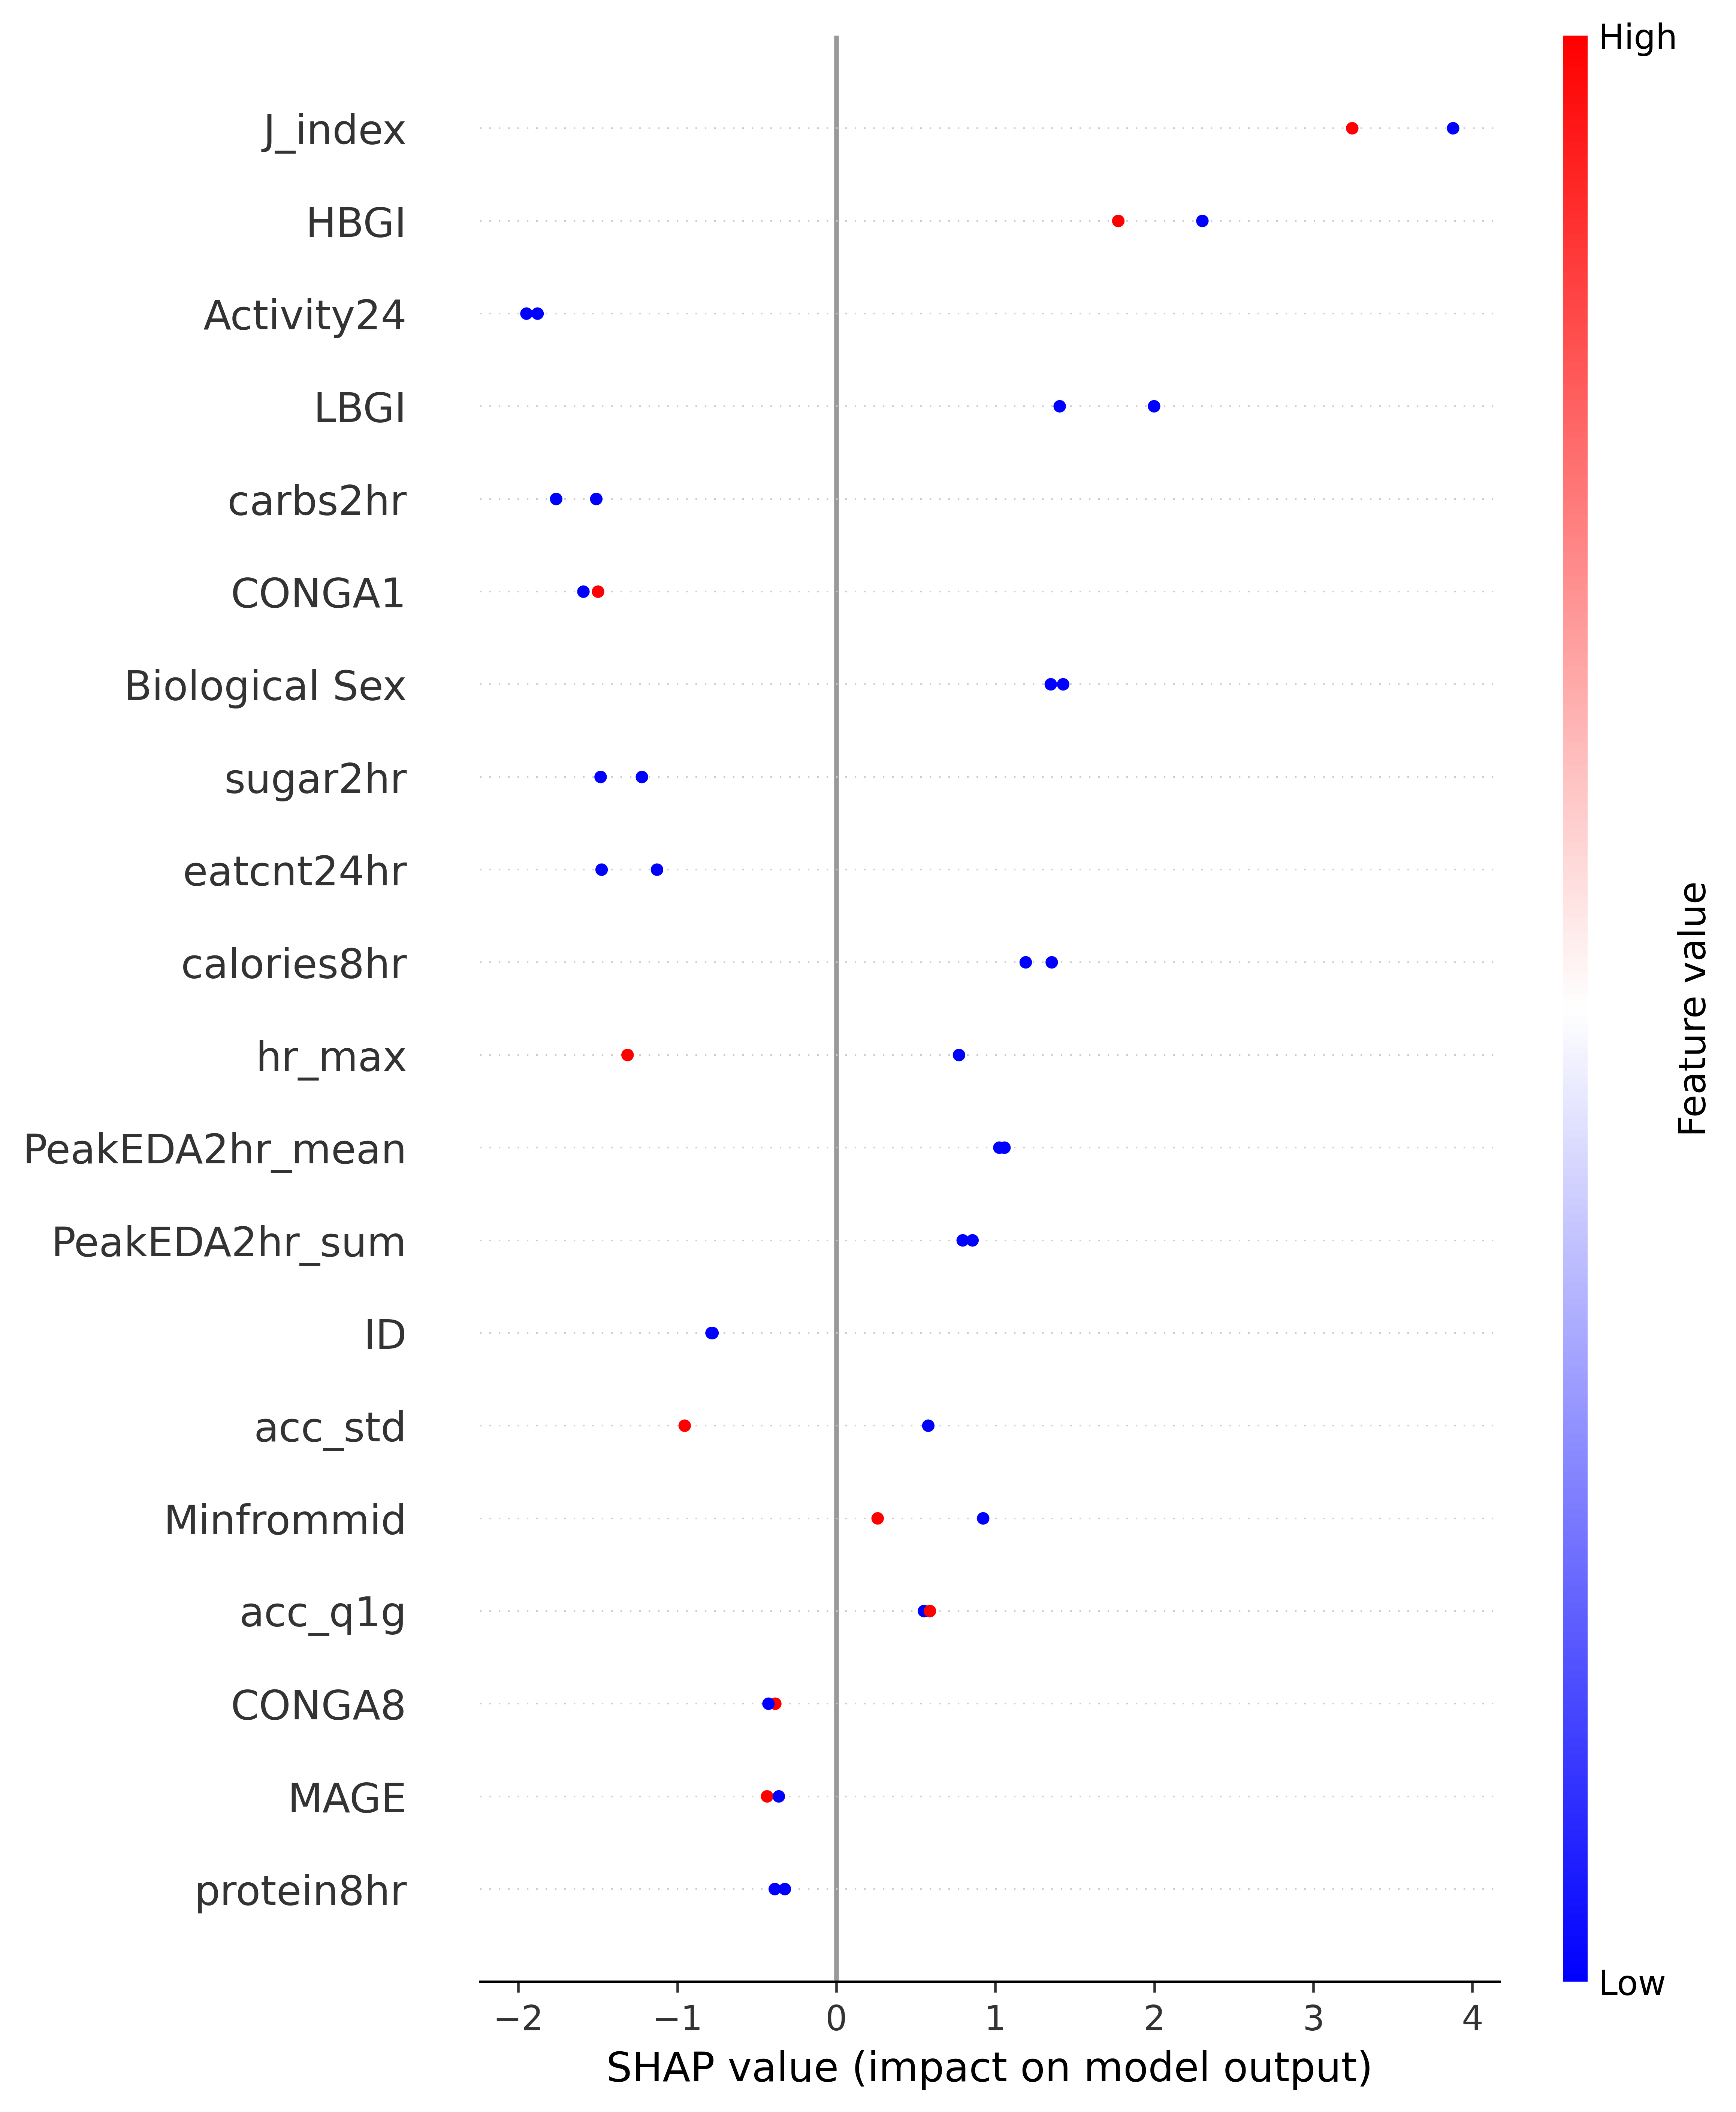 High
J_index
HBGI
Activity24
LBGI
carbs2hr
CONGA1
Biological Sex
sugar2hr
eatcnt24hr
calories8hr
hr_max
PeakEDA2hr_mean
PeakEDA2hr_sum
ID
acc_std
Minfrommid
acc_q1g
CONGA8
MAGE
protein8hr
Feature value
Low
−2 −1 0 1 2 3 4
SHAP value (impact on model output)